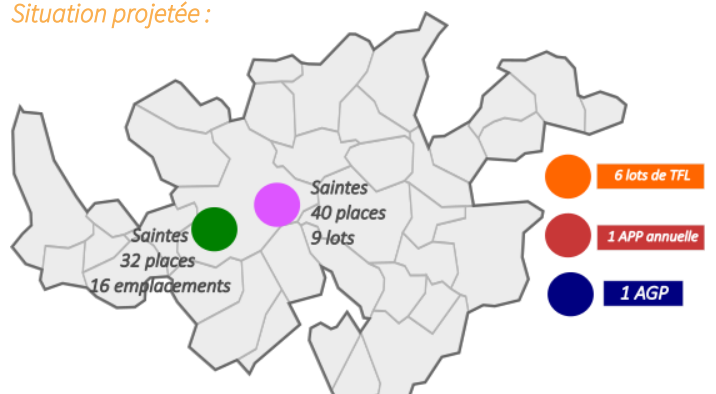 Situation projetée :
Saintes
40 places
9 lots
Saintes
32 places
16 emplacements
6 lots de TFL
1 APP annuelle
1 AGP